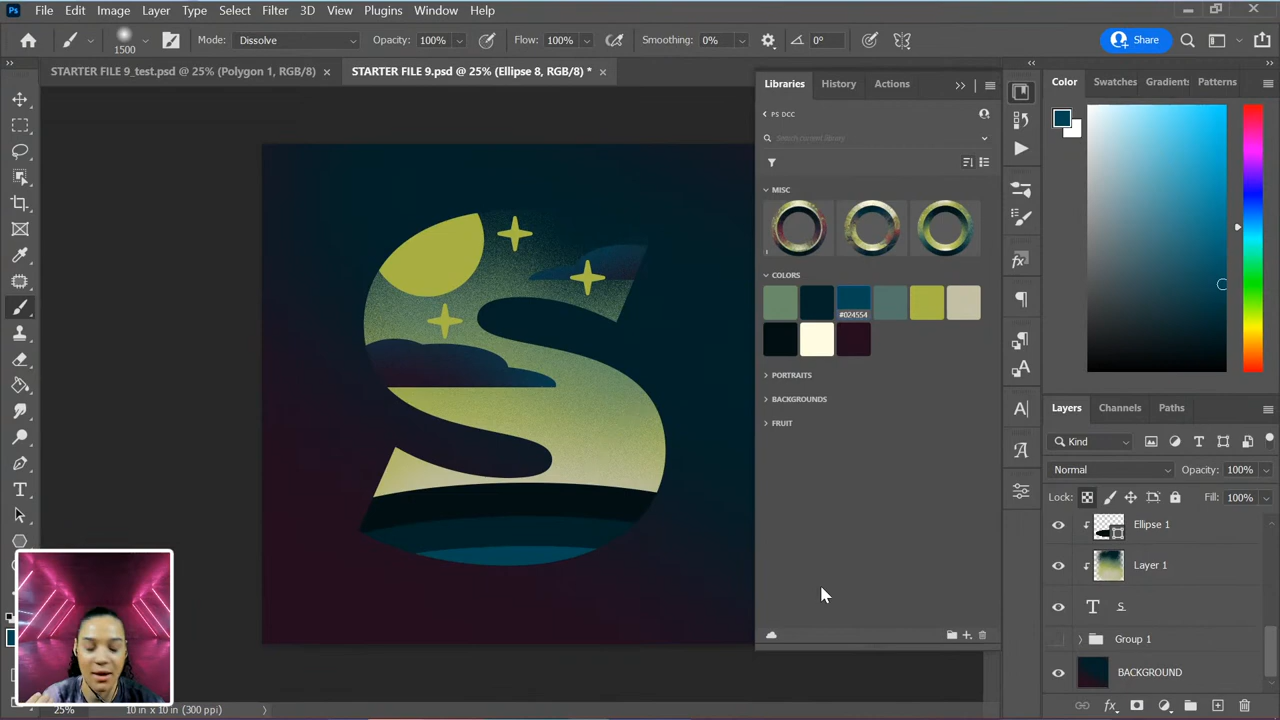 Ps File Edit Image Layer Type Select Filter 3D View Plugins Window Help
1500 Mode: Dissolve Opacity: 100% Flow: 100% Smoothing: 0% 0° Share
STARTER FILE 9_test.psd @ 25% (Polygon 1, RGB/8) × STARTER FILE 9.psd @ 25% (Ellipse 8, RGB/8) * ×
Libraries History Actions
Color Swatches Gradient Patterns
PS DCC
Search current library
MISC
COLORS
#024554
PORTRAITS
BACKGROUNDS
FRUIT
S
Layers Channels Paths
Kind
Normal Opacity: 100%
Lock: Fill: 100%
Ellipse 1
Layer 1
T S
Group 1
BACKGROUND
25% 10 in x 10 in (300 ppi)